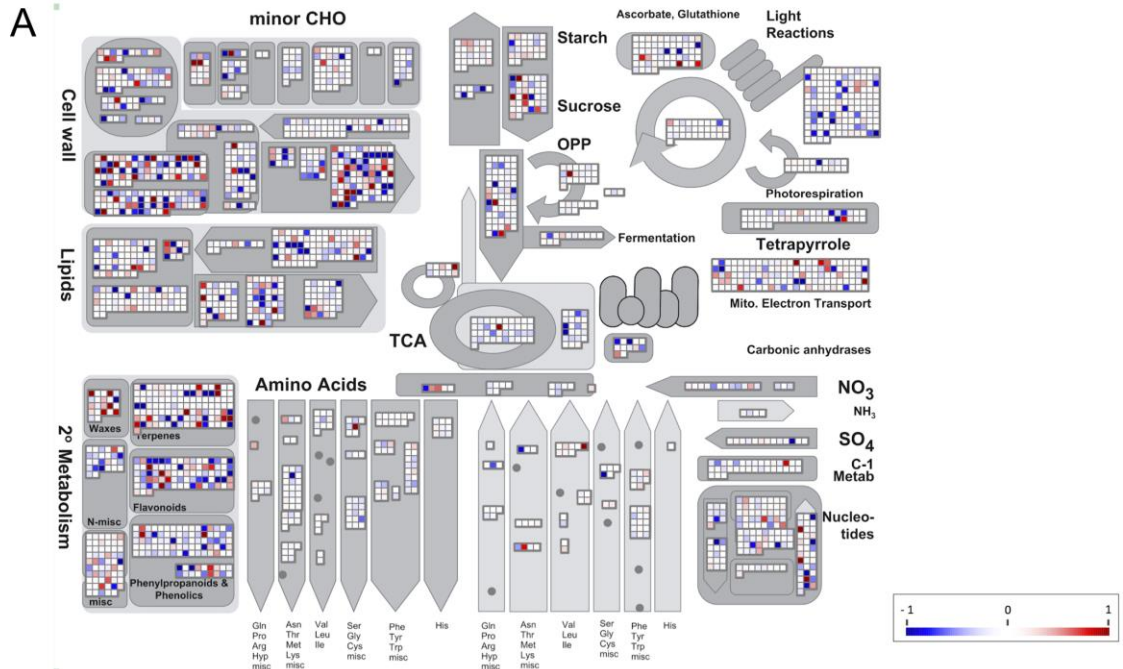 A
minor CHO
Cell wall
Lipids
Starch
Sucrose
OPP
Ascorbate, Glutathione
Light
Reactions
Photorespiration
Tetrapyrrole
Mito. Electron Transport
Fermentation
TCA
Carbonic anhydrases
Amino Acids
2° Metabolism
Waxes
Terpenes
N-misc
Flavonoids
misc
Phenylpropanoids &
Phenolics
NO3
NH3
SO4
C-1
Metab
Nucleo-
tides
Gln
Pro
Arg
Hyp
misc
Asn
Thr
Met
Lys
misc
Val
Leu
Ile
Ser
Gly
Cys
misc
Phe
Tyr
Trp
misc
His
Gln
Pro
Arg
Hyp
misc
Asn
Thr
Met
Lys
misc
Val
Leu
Ile
Ser
Gly
Cys
misc
Phe
Tyr
Trp
misc
His
-1 0 1